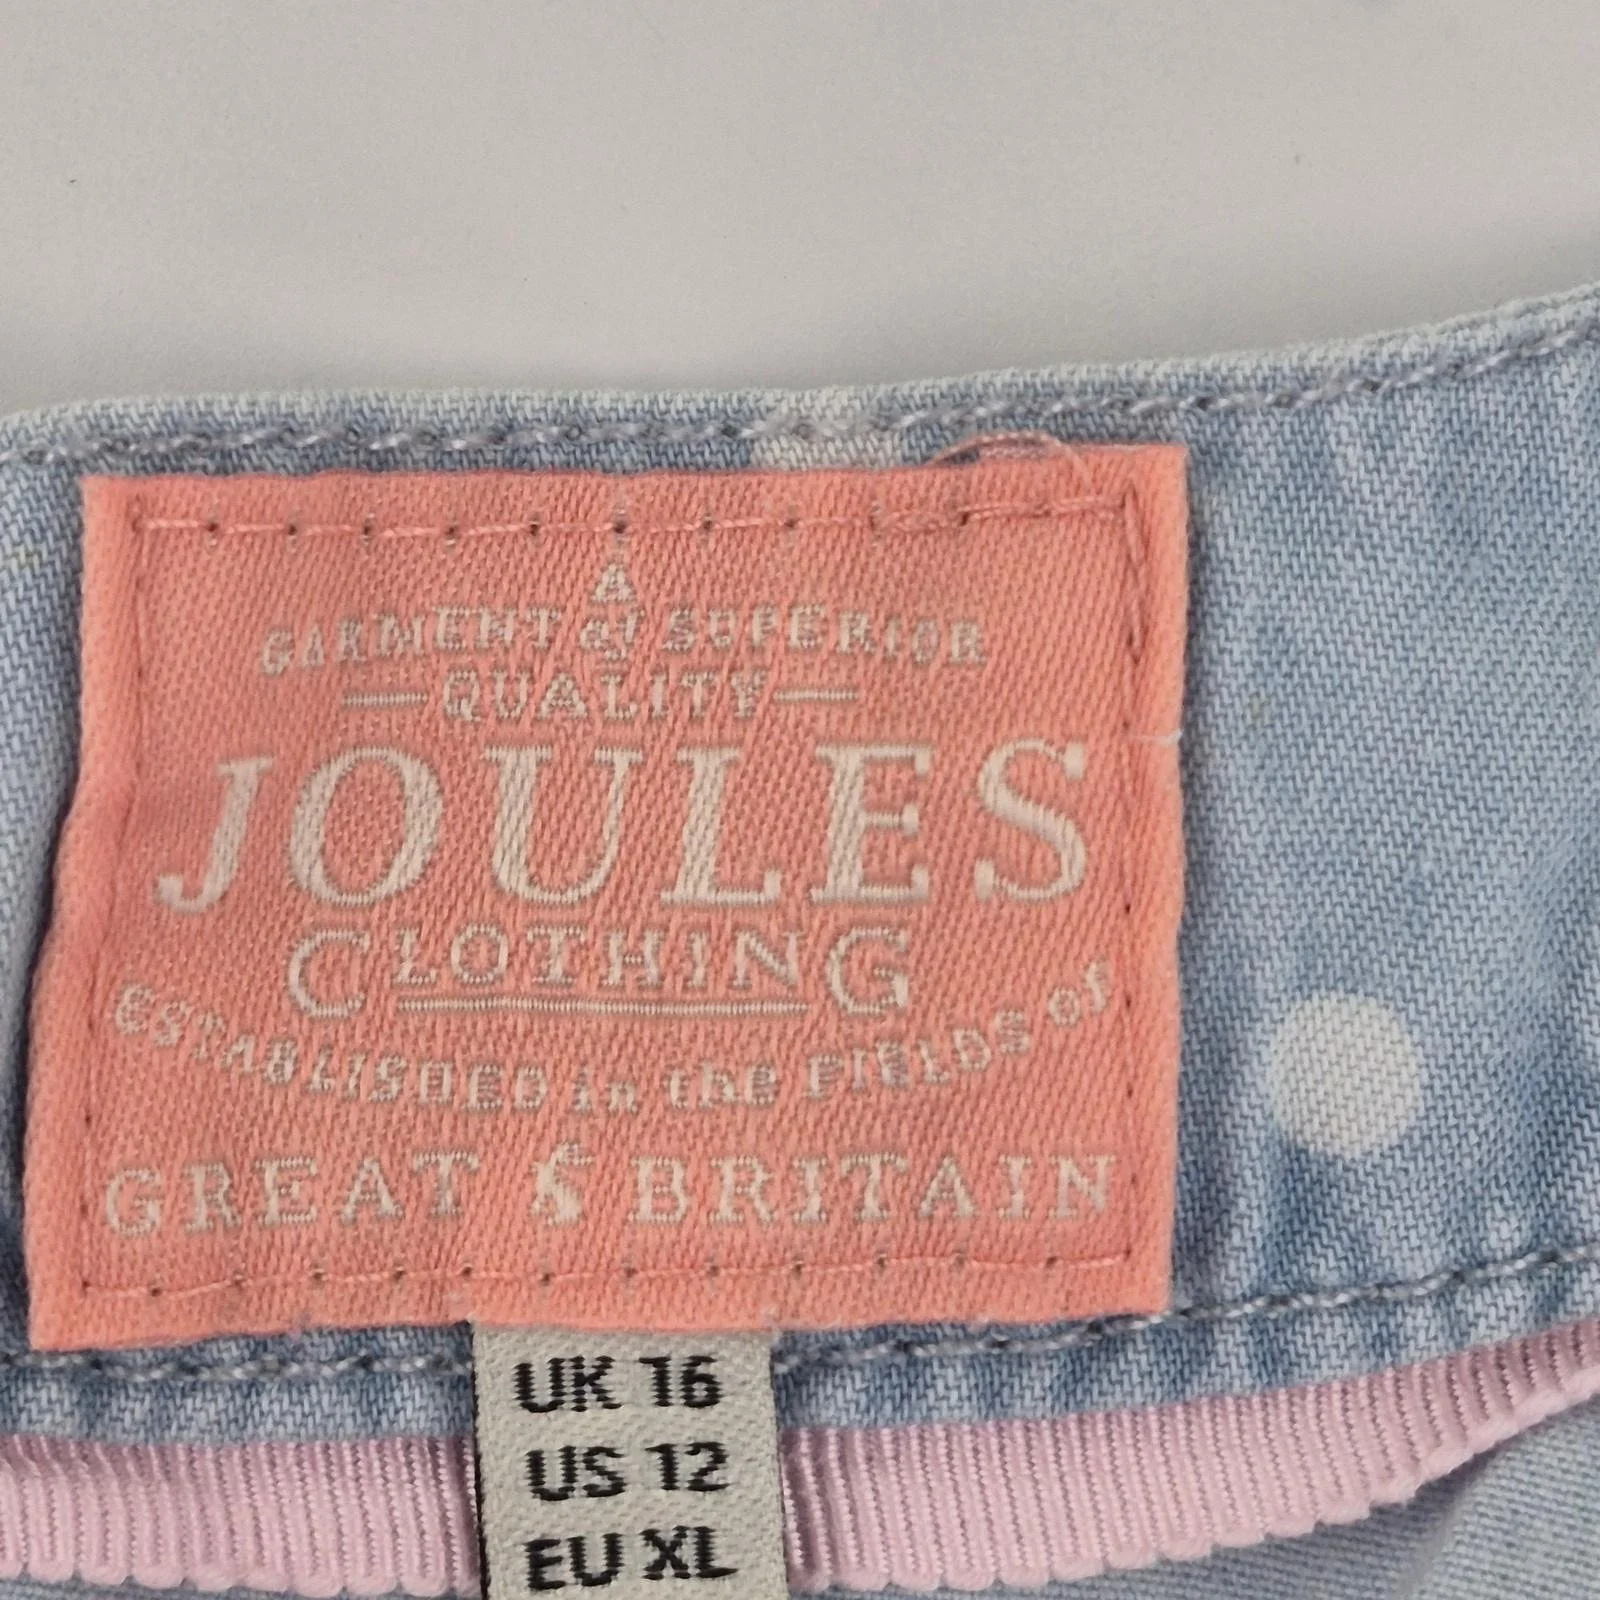 A
GARMENT of SUPERIOR
QUALITY
JOULES
CLOTHING
ESTABLISHED in the FIELDS of
GREAT BRITAIN
UK 16
US 12
EU XL